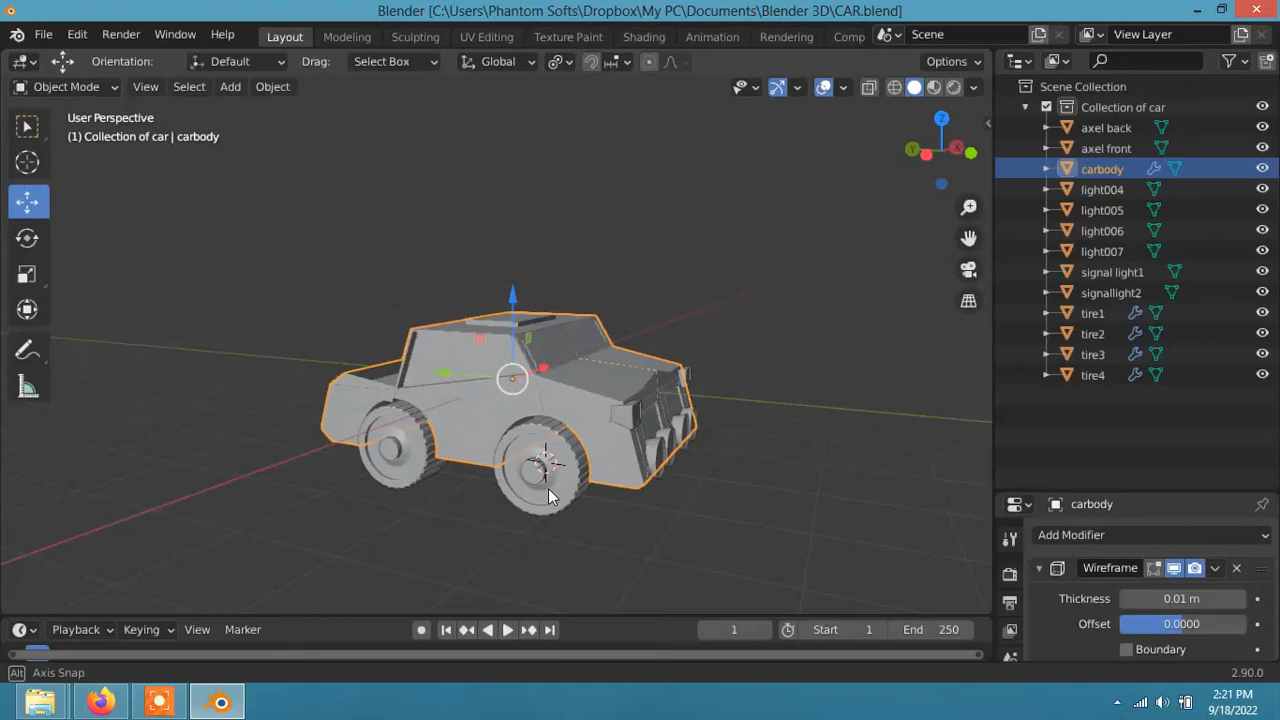 Blender [C:\Users\Phantom Softs\Dropbox\My PC\Documents\Blender 3D\CAR.blend]
File Edit Render Window Help Layout Modeling Sculpting UV Editing Texture Paint Shading Animation Rendering Comp Scene View Layer
Orientation: Default Drag: Select Box Global Options
Object Mode View Select Add Object
User Perspective
(1) Collection of car | carbody
Z
Y
X
Scene Collection
Collection of car
axel back
axel front
carbody
light004
light005
light006
light007
signal light1
signallight2
tire1
tire2
tire3
tire4
carbody
Add Modifier
Wireframe
Thickness 0.01 m
Offset 0.0000
Boundary
Playback Keying View Marker 1 Start 1 End 250
Alt Axis Snap 2.90.0
2:21 PM
9/18/2022